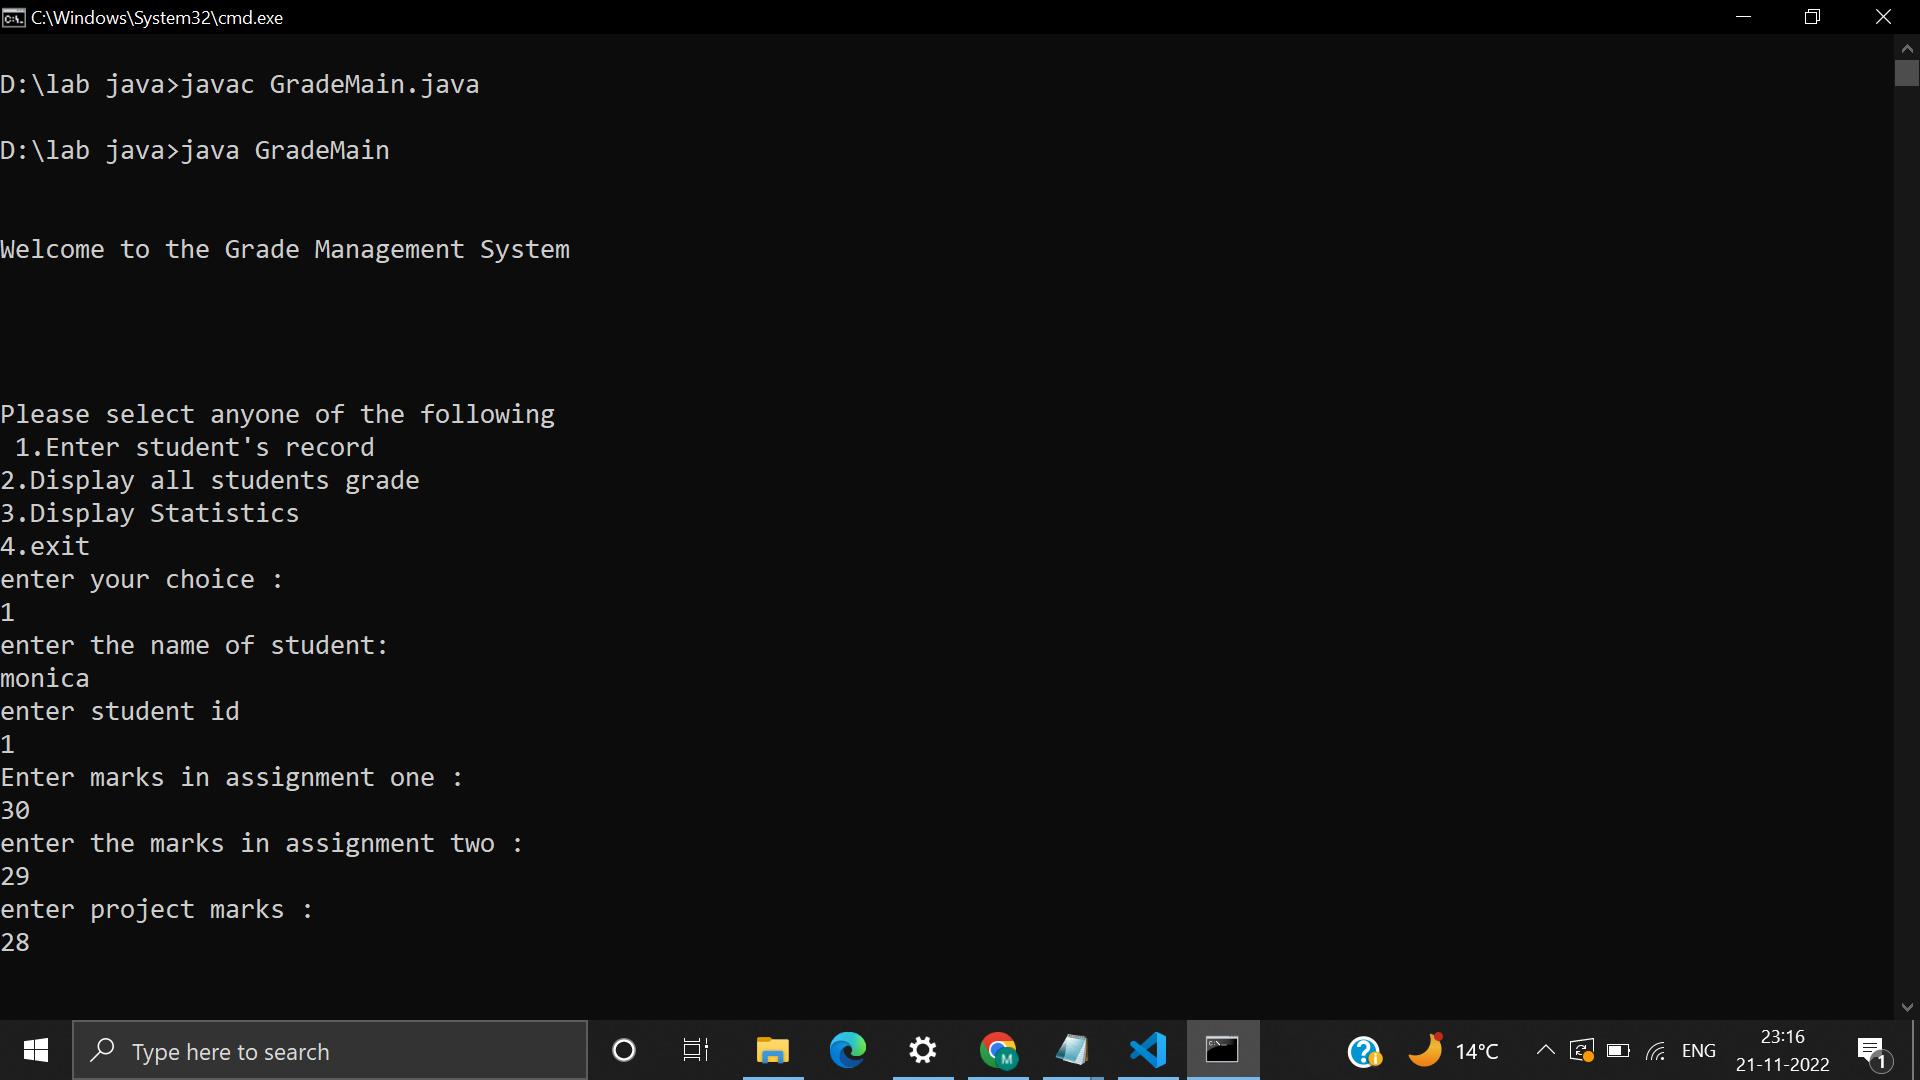 C:\Windows\System32\cmd.exe
D:\lab java>javac GradeMain.java
D:\lab java>java GradeMain
Welcome to the Grade Management System
Please select anyone of the following
 1.Enter student's record
2.Display all students grade
3.Display Statistics
4.exit
enter your choice :
1
enter the name of student:
monica
enter student id
1
Enter marks in assignment one :
30
enter the marks in assignment two :
29
enter project marks :
28
Type here to search
M
14°C
ENG
23:16
21-11-2022
1